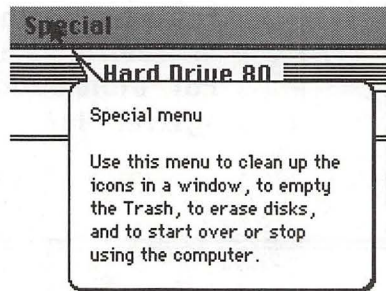 Special
Hard Drive 80
Special menu
Use this menu to clean up the
icons in a window, to empty
the Trash, to erase disks,
and to start over or stop
using the computer.